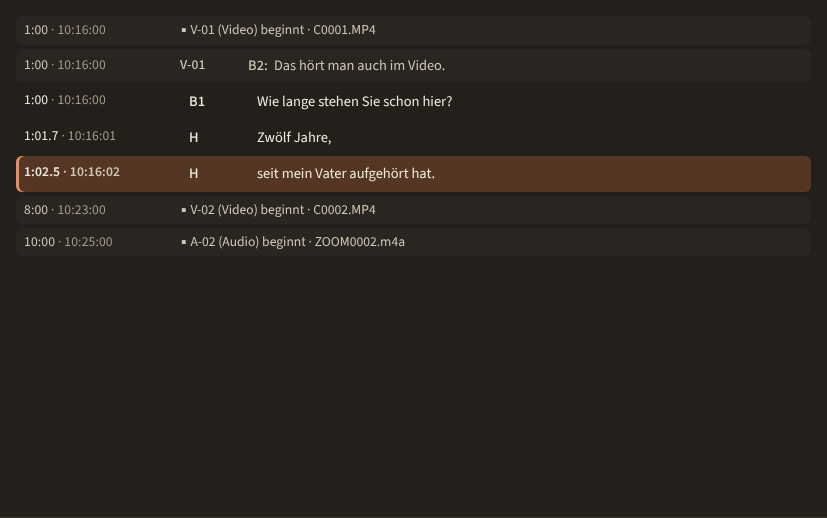 1:00 · 10:16:00 ▪ V-01 (Video) beginnt · C0001.MP4
1:00 · 10:16:00 V-01 B2: Das hört man auch im Video.
1:00 · 10:16:00 B1 Wie lange stehen Sie schon hier?
1:01.7 · 10:16:01 H Zwölf Jahre,
1:02.5 · 10:16:02 H seit mein Vater aufgehört hat.
8:00 · 10:23:00 ▪ V-02 (Video) beginnt · C0002.MP4
10:00 · 10:25:00 ▪ A-02 (Audio) beginnt · ZOOM0002.m4a